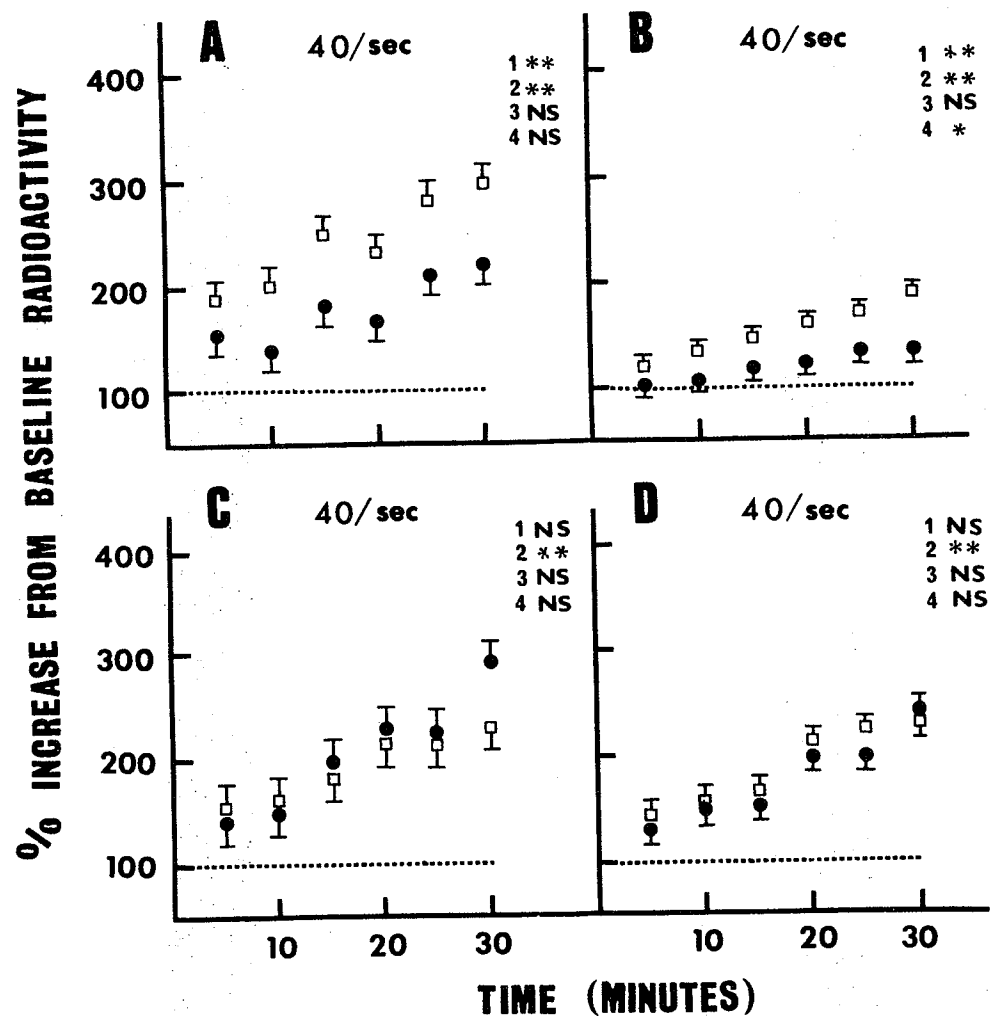 % INCREASE FROM BASELINE RADIOACTIVITY
A
40/sec
1 **
2 **
3 NS
4 NS
400
300
200
100
B
40/sec
1 **
2 **
3 NS
4 *
C
40/sec
1 NS
2 **
3 NS
4 NS
400
300
200
100
10
20
30
D
40/sec
1 NS
2 **
3 NS
4 NS
10
20
30
TIME (MINUTES)